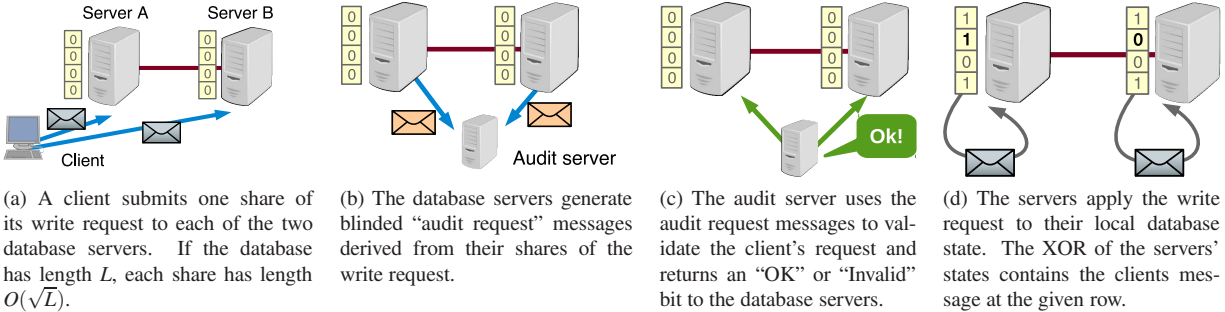 Server A
Server B
0
0
0
0
0
0
0
0
Client
(a) A client submits one share of
its write request to each of the two
database servers. If the database
has length L, each share has length
O(√L).
0
0
0
0
0
0
0
0
Audit server
(b) The database servers generate
blinded “audit request” messages
derived from their shares of the
write request.
0
0
0
0
0
0
0
0
Ok!
(c) The audit server uses the
audit request messages to val-
idate the client’s request and
returns an “OK” or “Invalid”
bit to the database servers.
1
1
0
1
1
0
0
1
(d) The servers apply the write
request to their local database
state. The XOR of the servers’
states contains the clients mes-
sage at the given row.